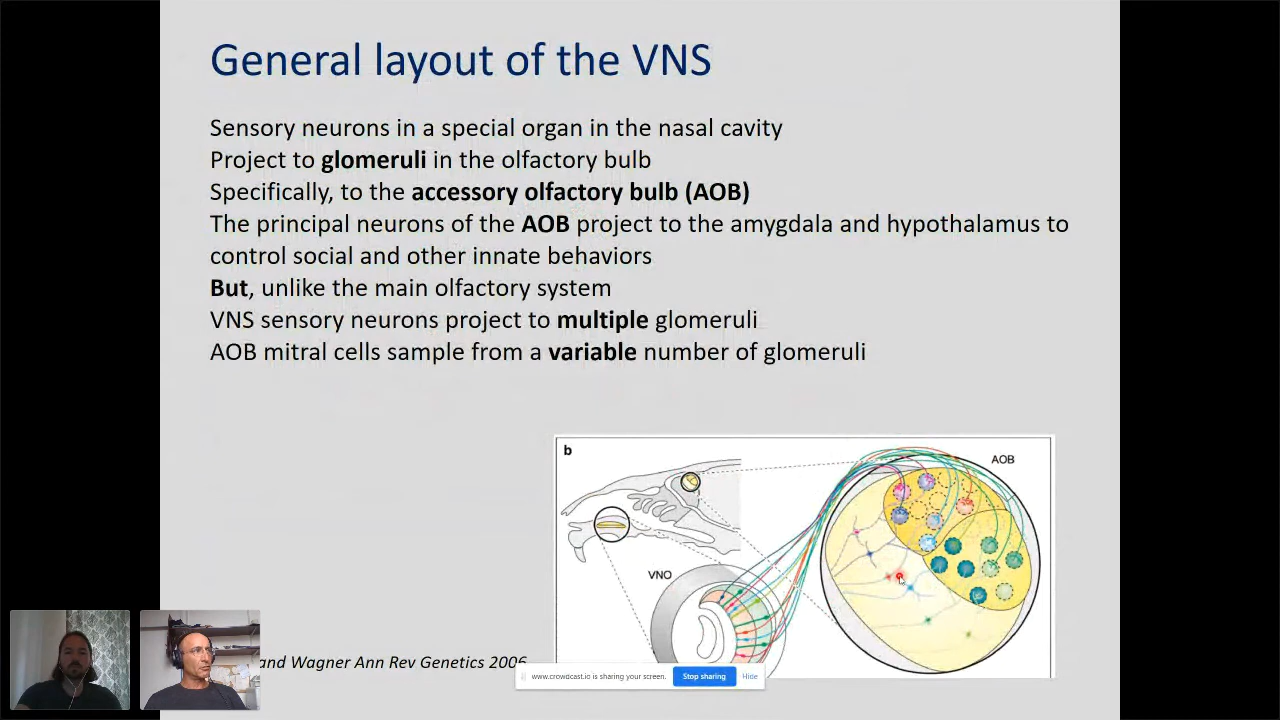 General layout of the VNS
Sensory neurons in a special organ in the nasal cavity
Project to glomeruli in the olfactory bulb
Specifically, to the accessory olfactory bulb (AOB)
The principal neurons of the AOB project to the amygdala and hypothalamus to
control social and other innate behaviors
But, unlike the main olfactory system
VNS sensory neurons project to multiple glomeruli
AOB mitral cells sample from a variable number of glomeruli
b
AOB
VNO
and Wagner Ann Rev Genetics 2006
www.crowdcast.io is sharing your screen.
Stop sharing
Hide